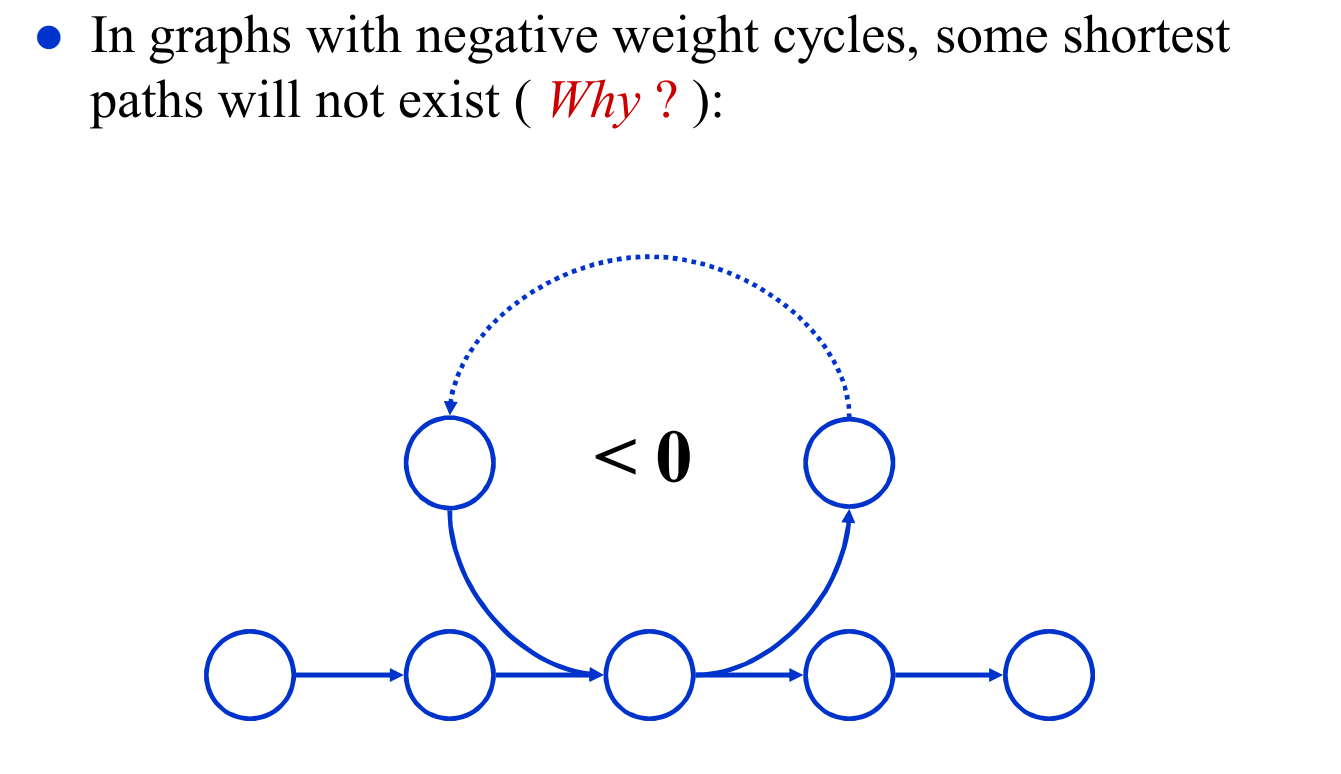 In graphs with negative weight cycles, some shortest
paths will not exist ( Why ? ):
< 0